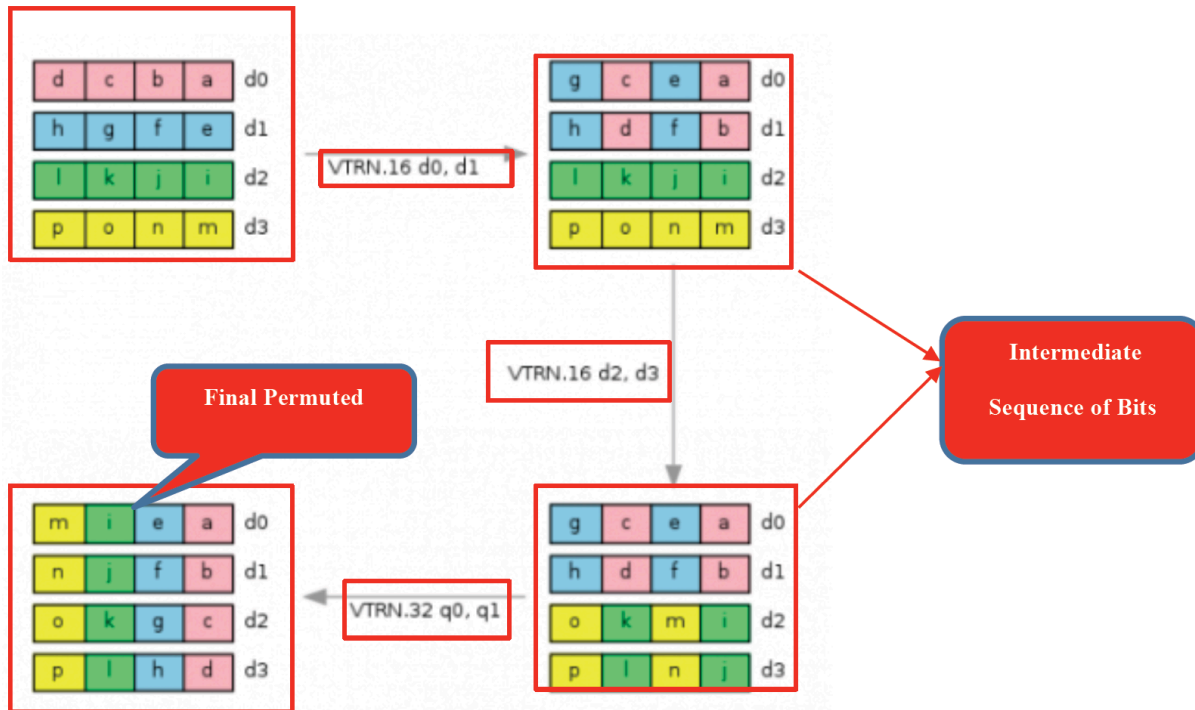 d c b a d0
h g f e d1
l k j i d2
p o n m d3
VTRN.16 d0, d1
g c e a d0
h d f b d1
l k j i d2
p o n m d3
Intermediate
Sequence of Bits
VTRN.16 d2, d3
Final Permuted
m i e a d0
n j f b d1
o k g c d2
p l h d d3
VTRN.32 q0, q1
g c e a d0
h d f b d1
o k m i d2
p l n j d3